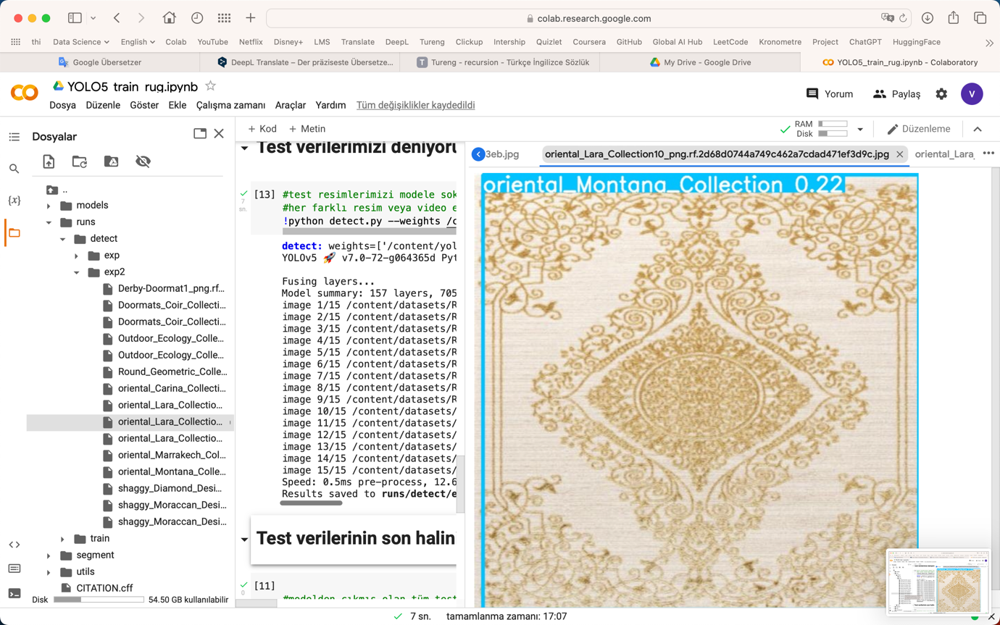 colab.research.google.com
thi Data Science English Colab YouTube Netflix Disney+ LMS Translate DeepL Tureng Clickup Intership Quizlet Coursera GitHub Global AI Hub LeetCode Kronometre Project ChatGPT HuggingFace
Google Übersetzer
DeepL Translate – Der präziseste Übersetze...
T Tureng - recursion - Türkçe İngilizce Sözlük
My Drive - Google Drive
YOLO5_train_rug.ipynb - Colaboratory
YOLO5 train rug.ipynb
Dosya Düzenle Göster Ekle Çalışma zamanı Araçlar Yardım Tüm değişiklikler kaydedildi
Yorum Paylaş V
Dosyalar
..
models
runs
detect
exp
exp2
Derby-Doormat1_png.rf...
Doormats_Coir_Collecti...
Doormats_Coir_Collecti...
Outdoor_Ecology_Colle...
Outdoor_Ecology_Colle...
Round_Geometric_Colle...
oriental_Carina_Collecti...
oriental_Lara_Collectio...
oriental_Lara_Collectio...
oriental_Lara_Collectio...
oriental_Marrakech_Col...
oriental_Montana_Colle...
shaggy_Diamond_Desi...
shaggy_Moraccan_Desi...
shaggy_Moraccan_Desi...
train
segment
utils
CITATION.cff
Disk 54.50 GB kullanılabilir
+ Kod + Metin
RAM
Disk
Düzenleme
Test verilerimizi deniyoru
[13] #test resimlerimizi modele sok
7
sn.
#her farklı resim veya video e
!python detect.py --weights /c
detect: weights=['/content/yol
YOLOv5 🚀 v7.0-72-g064365d Pyt
Fusing layers...
Model summary: 157 layers, 705
image 1/15 /content/datasets/R
image 2/15 /content/datasets/R
image 3/15 /content/datasets/R
image 4/15 /content/datasets/R
image 5/15 /content/datasets/R
image 6/15 /content/datasets/R
image 7/15 /content/datasets/R
image 8/15 /content/datasets/R
image 9/15 /content/datasets/R
image 10/15 /content/datasets/
image 11/15 /content/datasets/
image 12/15 /content/datasets/
image 13/15 /content/datasets/
image 14/15 /content/datasets/
image 15/15 /content/datasets/
Speed: 0.5ms pre-process, 12.6
Results saved to runs/detect/e
Test verilerinin son halin
[11]
0
#modelden çıkmış olan tüm test
3eb.jpg
oriental_Lara_Collection10_png.rf.2d68d0744a749c462a7cdad471ef3d9c.jpg
oriental_Lara_
oriental_Montana_Collection 0.22
7 sn. tamamlanma zamanı: 17:07